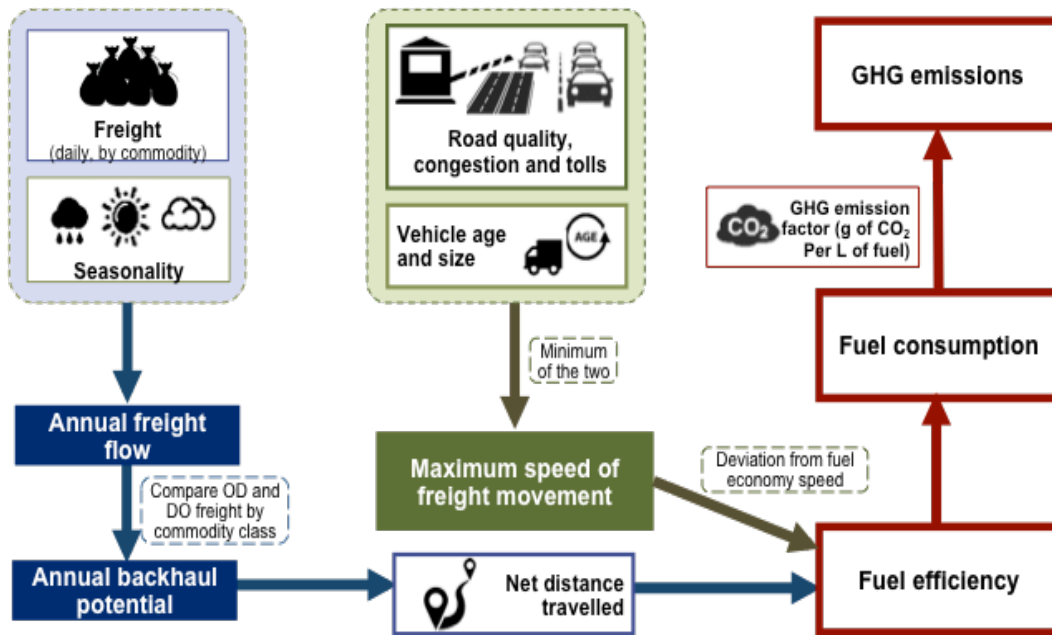 Freight
(daily, by commodity)
Seasonality
Annual freight
flow
Compare OD and
DO freight by
commodity class
Annual backhaul
potential
Road quality,
congestion and tolls
Vehicle age
and size
AGE
Minimum
of the two
Maximum speed of
freight movement
Deviation from fuel
economy speed
Net distance
travelled
GHG emissions
CO₂
GHG emission
factor (g of CO₂
Per L of fuel)
Fuel consumption
Fuel efficiency